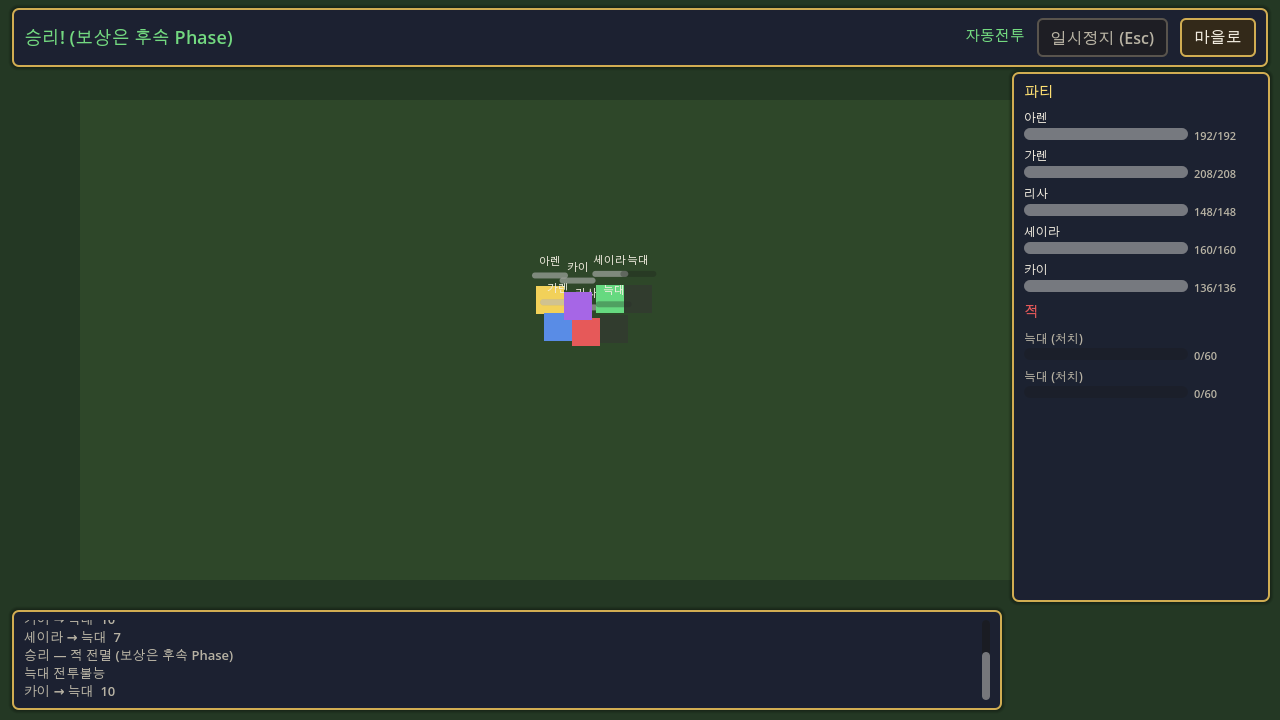 승리! (보상은 후속 Phase)
자동전투
일시정지 (Esc)
마을로
파티
아렌
192/192
가렌
208/208
리사
148/148
세이라
160/160
카이
136/136
적
늑대 (처치)
0/60
늑대 (처치)
0/60
아렌
카이
세이라
늑대
가렌
늑대
세이라 → 늑대 7
승리 — 적 전멸 (보상은 후속 Phase)
늑대 전투불능
카이 → 늑대 10